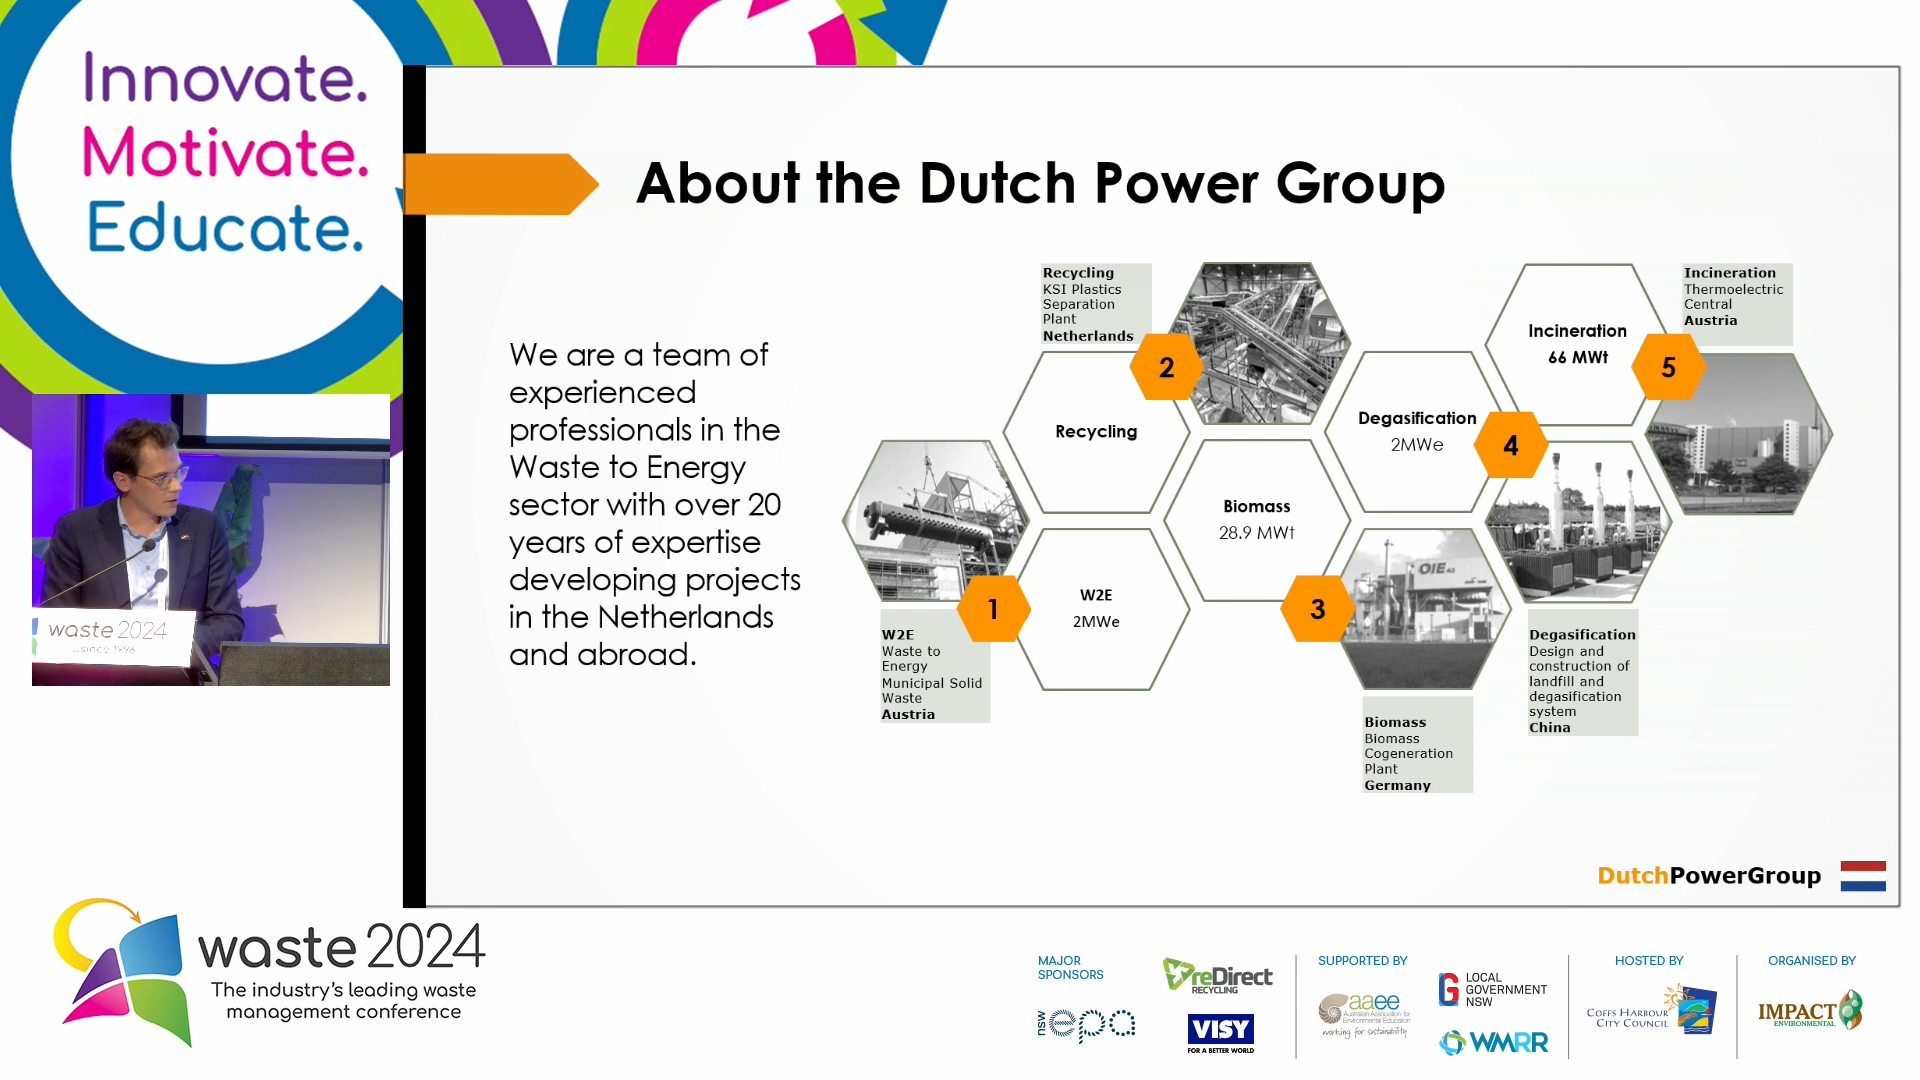 Innovate.
Motivate.
Educate.
waste 2024
...since 1996
About the Dutch Power Group
We are a team of
experienced
professionals in the
Waste to Energy
sector with over 20
years of expertise
developing projects
in the Netherlands
and abroad.
Recycling
KSI Plastics
Separation
Plant
Netherlands
2
Recycling
1
W2E
Waste to
Energy
Municipal Solid
Waste
Austria
W2E
2MWe
Biomass
28.9 MWt
3
OIE AG
Biomass
Biomass
Cogeneration
Plant
Germany
Degasification
2MWe
4
Degasification
Design and
construction of
landfill and
degasification
system
China
Incineration
66 MWt
5
Incineration
Thermoelectric
Central
Austria
DutchPowerGroup
waste 2024
The industry's leading waste
management conference
MAJOR
SPONSORS
nsw epa
reDirect
RECYCLING
VISY
FOR A BETTER WORLD
SUPPORTED BY
aaee
Australian Association for
Environmental Education
working for sustainability
LG
LOCAL
GOVERNMENT
NSW
WMRR
HOSTED BY
COFFS HARBOUR
CITY COUNCIL
ORGANISED BY
IMPACT
ENVIRONMENTAL